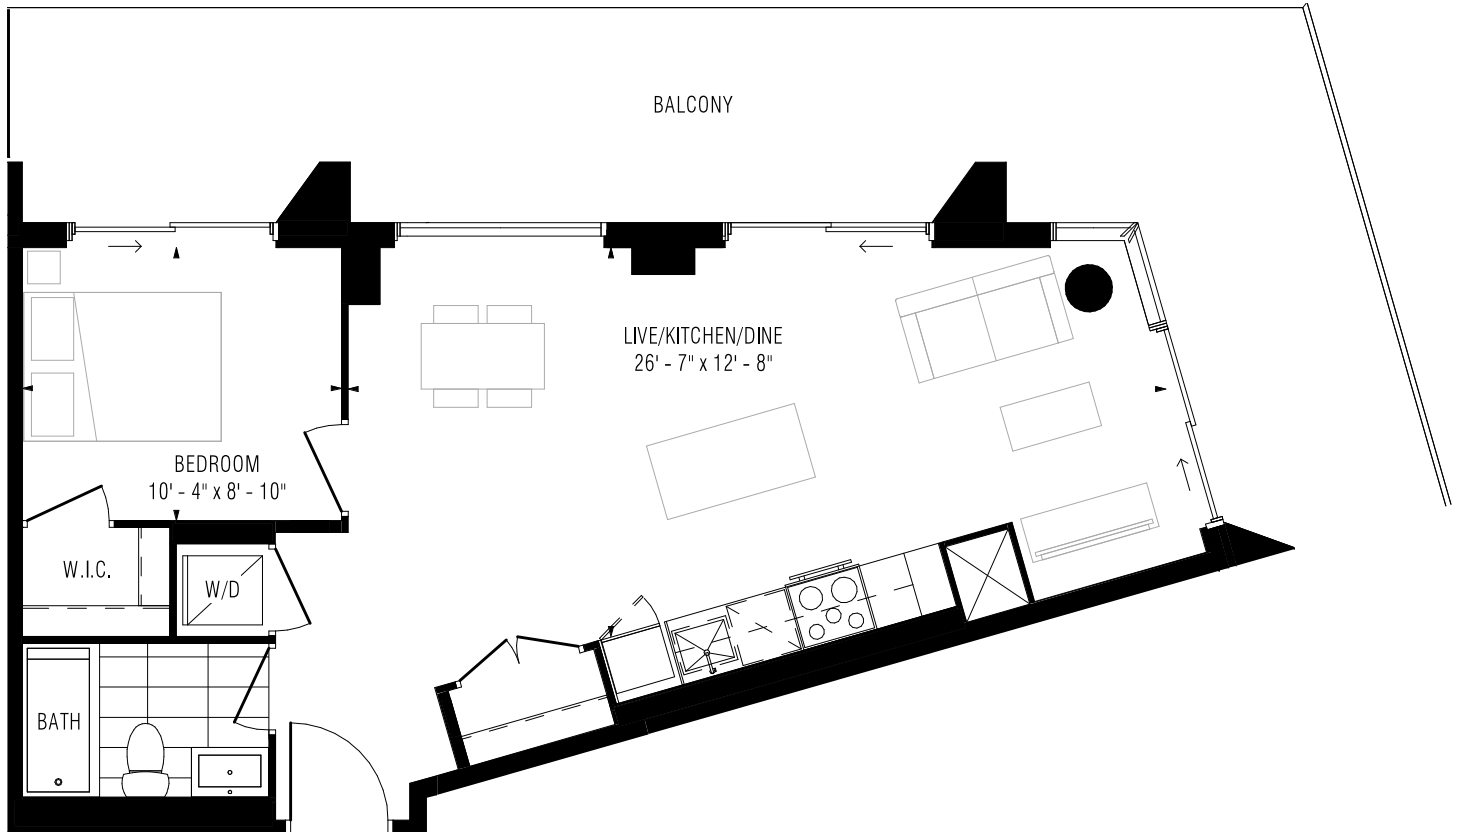 BALCONY
LIVE/KITCHEN/DINE
26' - 7" x 12' - 8"
BEDROOM
10' - 4" x 8' - 10"
W.I.C.
W/D
BATH